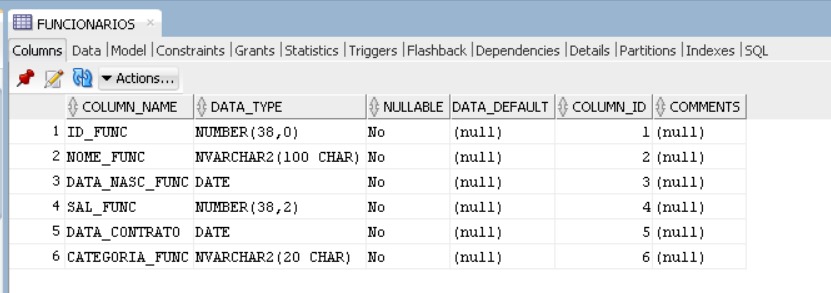 FUNCIONARIOS
Columns Data |Model |Constraints |Grants |Statistics |Triggers |Flashback |Dependencies |Details |Partitions |Indexes |SQL
Actions...
COLUMN_NAME DATA_TYPE NULLABLE DATA_DEFAULT COLUMN_ID COMMENTS
1 ID_FUNC NUMBER(38,0) No (null) 1 (null)
2 NOME_FUNC NVARCHAR2(100 CHAR) No (null) 2 (null)
3 DATA_NASC_FUNC DATE No (null) 3 (null)
4 SAL_FUNC NUMBER(38,2) No (null) 4 (null)
5 DATA_CONTRATO DATE No (null) 5 (null)
6 CATEGORIA_FUNC NVARCHAR2(20 CHAR) No (null) 6 (null)